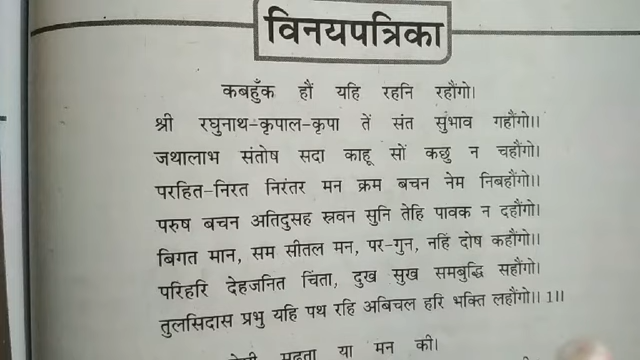 विनयपत्रिका
कबहुँक हौं यहि रहनि रहौंगो।
श्री रघुनाथ-कृपाल-कृपा तें संत सुभाव गहौंगो।।
जथालाभ संतोष सदा काहू सों कछु न चहौंगो।
परहित-निरत निरंतर मन क्रम बचन नेम निबहौंगो।।
परुष बचन अतिदुसह स्रवन सुनि तेहि पावक न दहौंगो।
बिगत मान, सम सीतल मन, पर-गुन, नहिं दोष कहौंगो।।
परिहरि देहजनित चिंता, दुख सुख समबुद्धि सहौंगो।
तुलसिदास प्रभु यहि पथ रहि अबिचल हरि भक्ति लहौंगो।। 1।।
मूढ़ता या मन की।